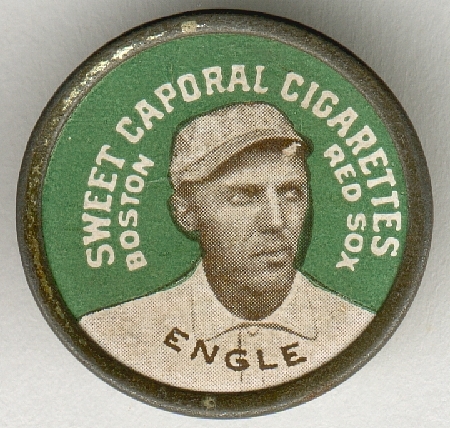 SWEET CAPORAL CIGARETTES
BOSTON
RED SOX
ENGLE